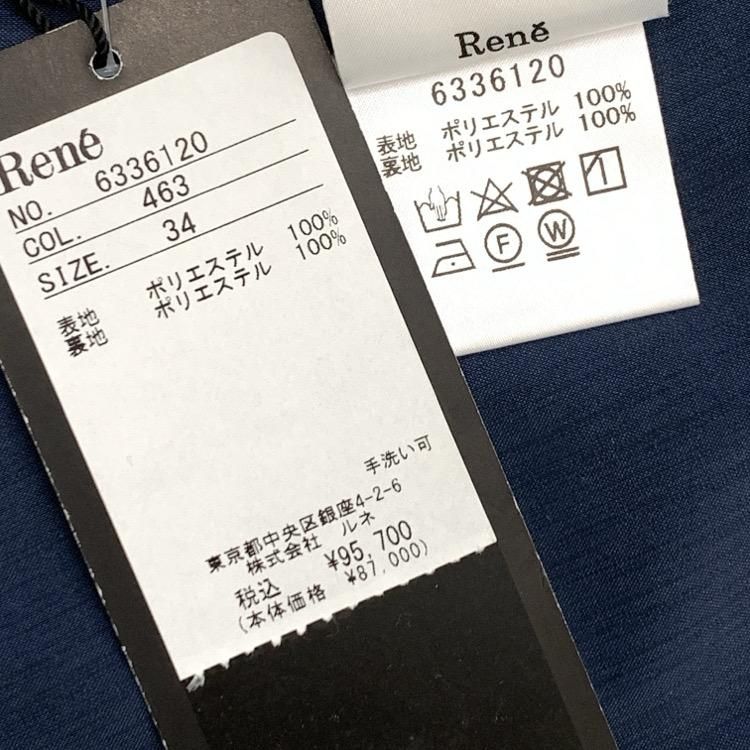 René
NO. 6336120
COL. 463
SIZE. 34
表地 ポリエステル 100%
裏地 ポリエステル 100%
手洗い可
東京都中央区銀座4-2-6
株式会社 ルネ
税込 ¥95,700
(本体価格 ¥87,000)
René
6336120
表地 ポリエステル 100%
裏地 ポリエステル 100%
F
W